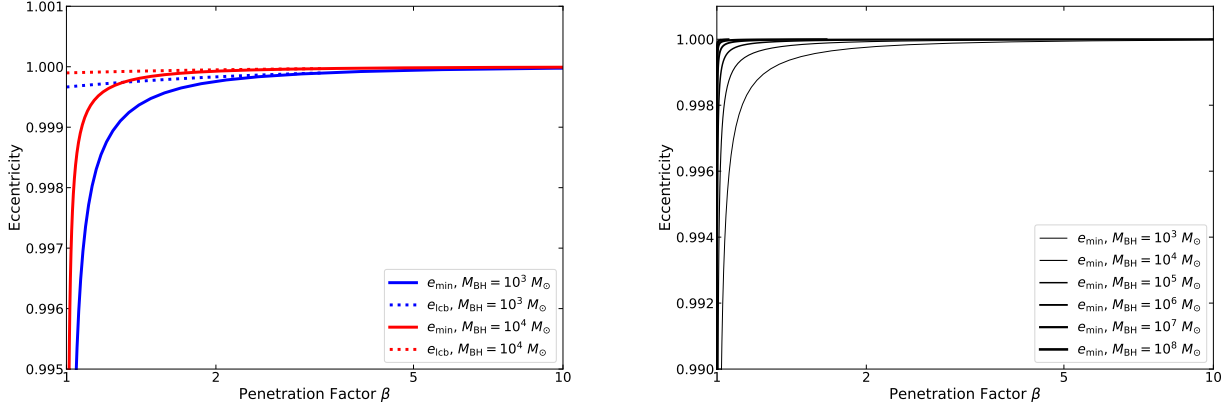 1.001
1.000
0.999
0.998
0.997
0.996
0.995
Eccentricity
1
2
5
10
Penetration Factor β
e_min, M_BH = 10^3 M_⊙
e_lcb, M_BH = 10^3 M_⊙
e_min, M_BH = 10^4 M_⊙
e_lcb, M_BH = 10^4 M_⊙
1.000
0.998
0.996
0.994
0.992
0.990
Eccentricity
1
2
5
10
Penetration Factor β
e_min, M_BH = 10^3 M_⊙
e_min, M_BH = 10^4 M_⊙
e_min, M_BH = 10^5 M_⊙
e_min, M_BH = 10^6 M_⊙
e_min, M_BH = 10^7 M_⊙
e_min, M_BH = 10^8 M_⊙